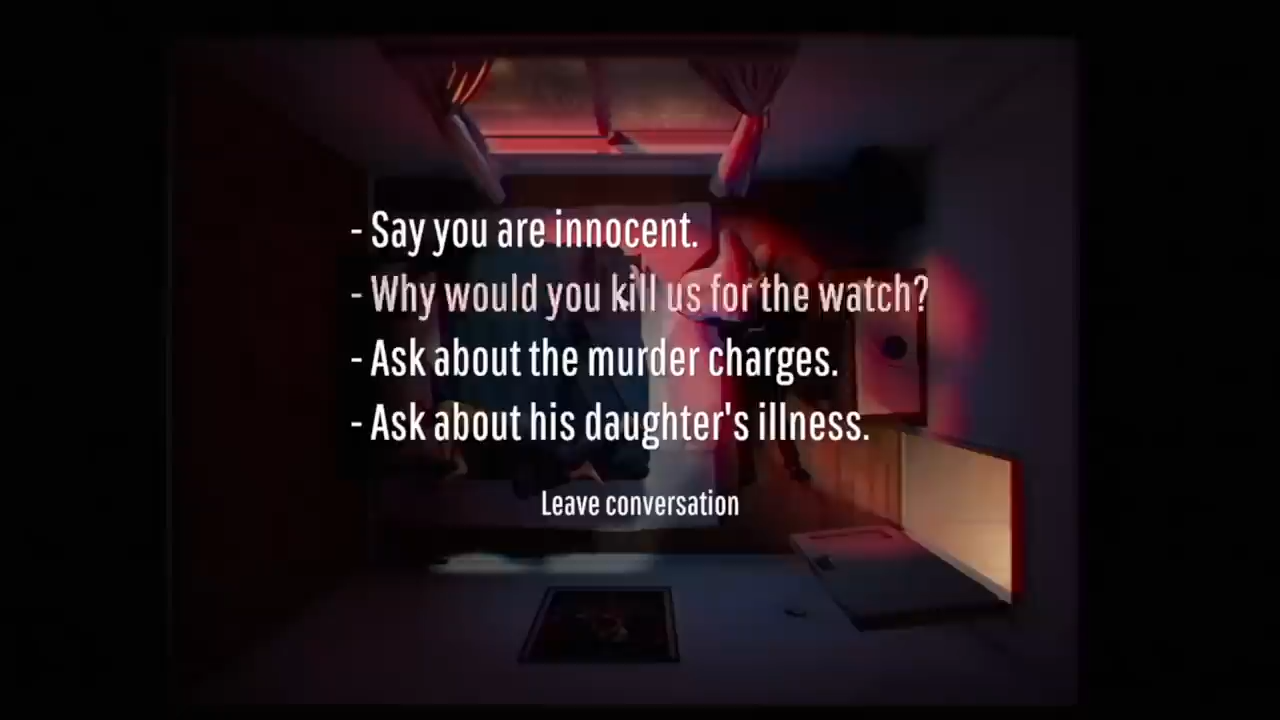 - Say you are innocent.
- Why would you kill us for the watch?
- Ask about the murder charges.
- Ask about his daughter's illness.
Leave conversation